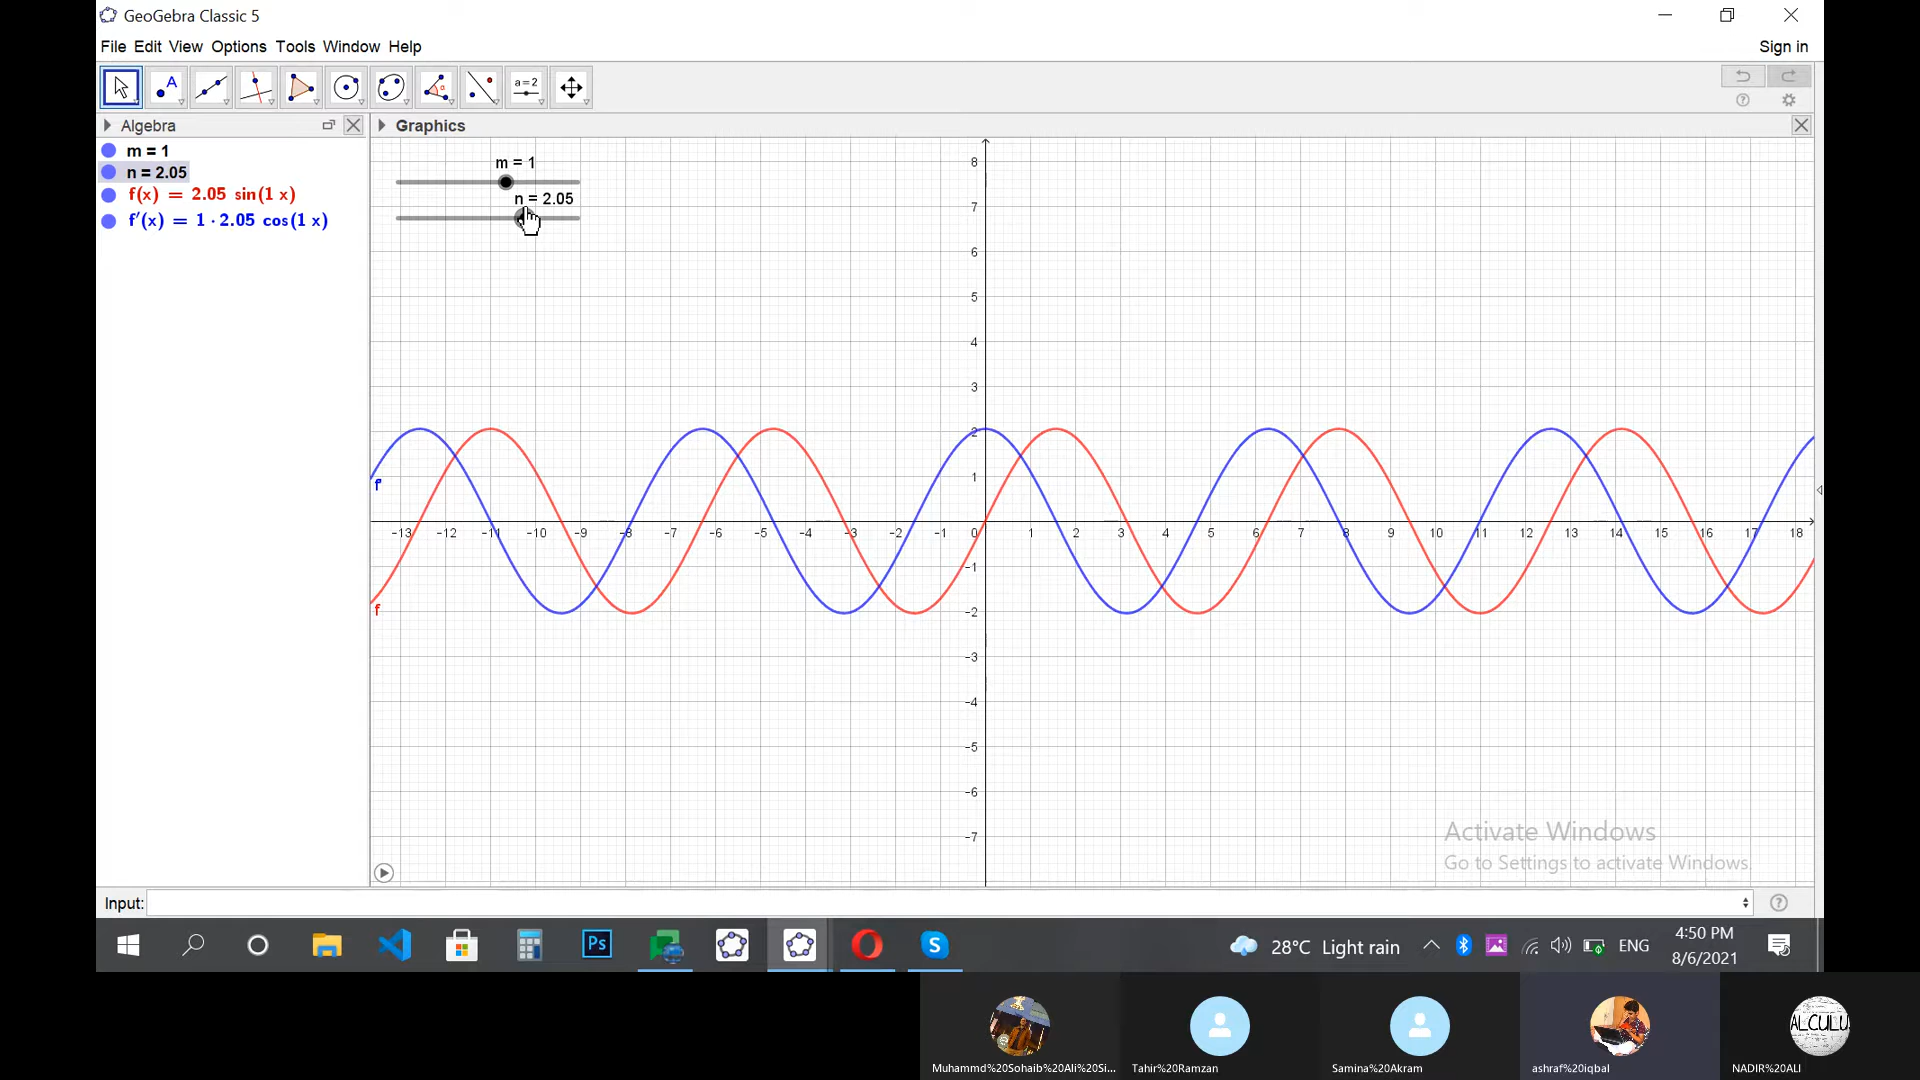 GeoGebra Classic 5
File Edit View Options Tools Window Help
Sign in
A
α
a=2
Algebra
Graphics
m = 1
n = 2.05
f(x) = 2.05 sin(1 x)
f′(x) = 1 · 2.05 cos(1 x)
m = 1
n = 2.05
8
7
6
5
4
3
2
1
-13 -12 -11 -10 -9 -8 -7 -6 -5 -4 -3 -2 -1 0 1 2 3 4 5 6 7 8 9 10 11 12 13 14 15 16 17 18
-1
-2
-3
-4
-5
-6
-7
f'
f
Activate Windows
Go to Settings to activate Windows.
Input:
Ps
S
28°C Light rain
ENG
4:50 PM
8/6/2021
ALCULU
Muhammd%20Sohaib%20Ali%20Si...
Tahir%20Ramzan
Samina%20Akram
ashraf%20iqbal
NADIR%20ALI